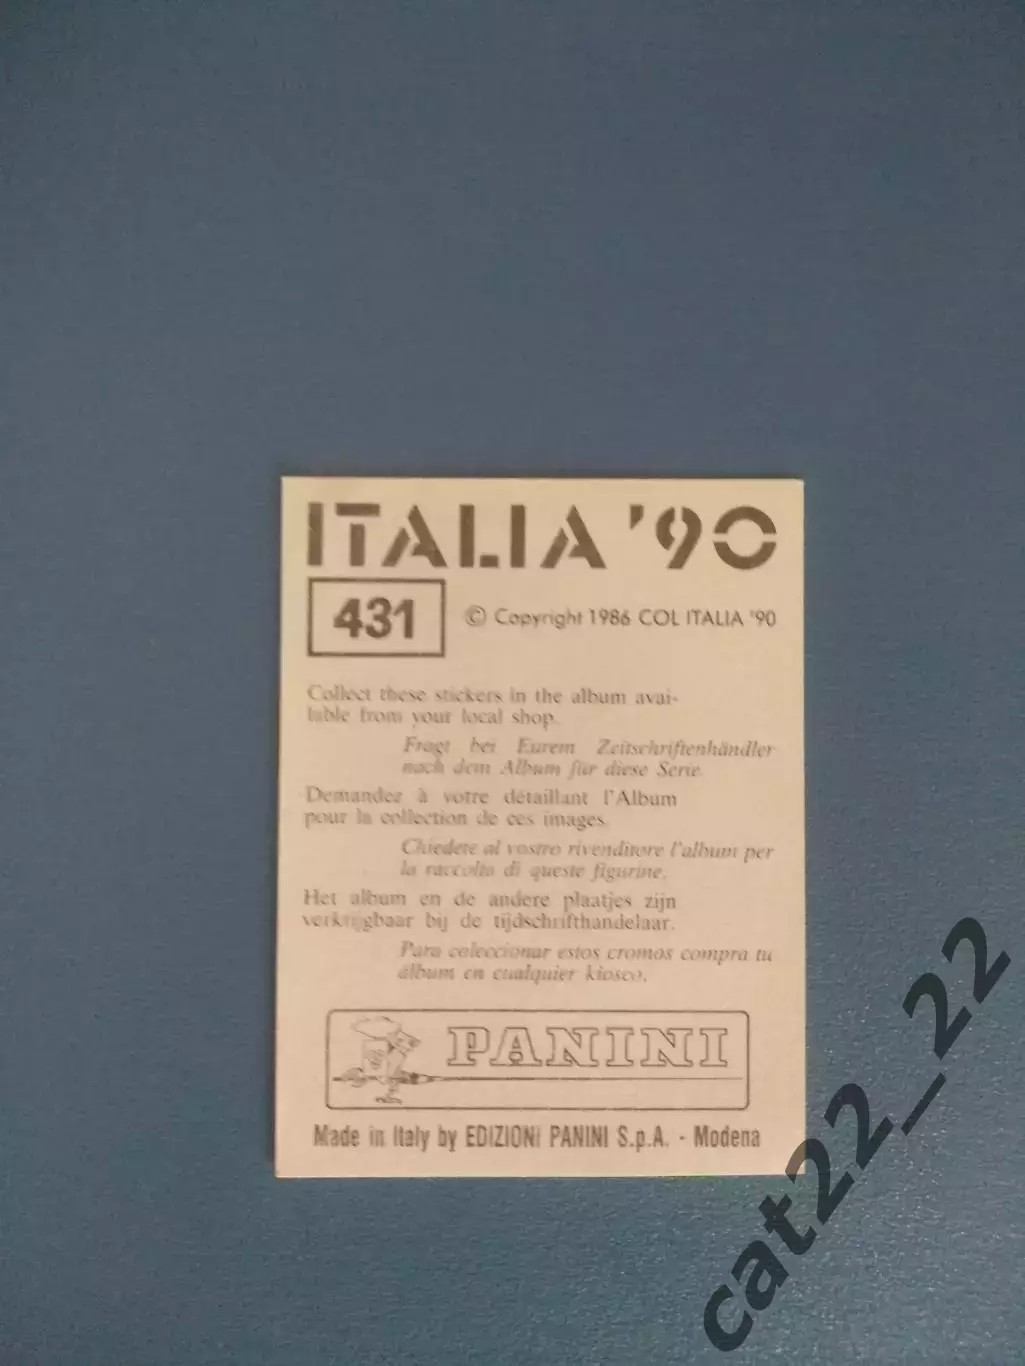 ITALIA '90
431
© Copyright 1986 COL ITALIA '90
Collect these stickers in the album avai-
lable from your local shop.
Fragt bei Eurem Zeitschriftenhändler
nach dem Album für diese Serie.
Demandez à votre détaillant l'Album
pour la collection de ces images.
Chiedete al vostro rivenditore l'album per
la raccolta di queste figurine.
Het album en de andere plaatjes zijn
verkrijgbaar bij de tijdschrifthandelaar.
Para coleccionar estos cromos compra tu
álbum en cualquier kiosco.
PANINI
Made in Italy by EDIZIONI PANINI S.p.A. - Modena
cat22_22